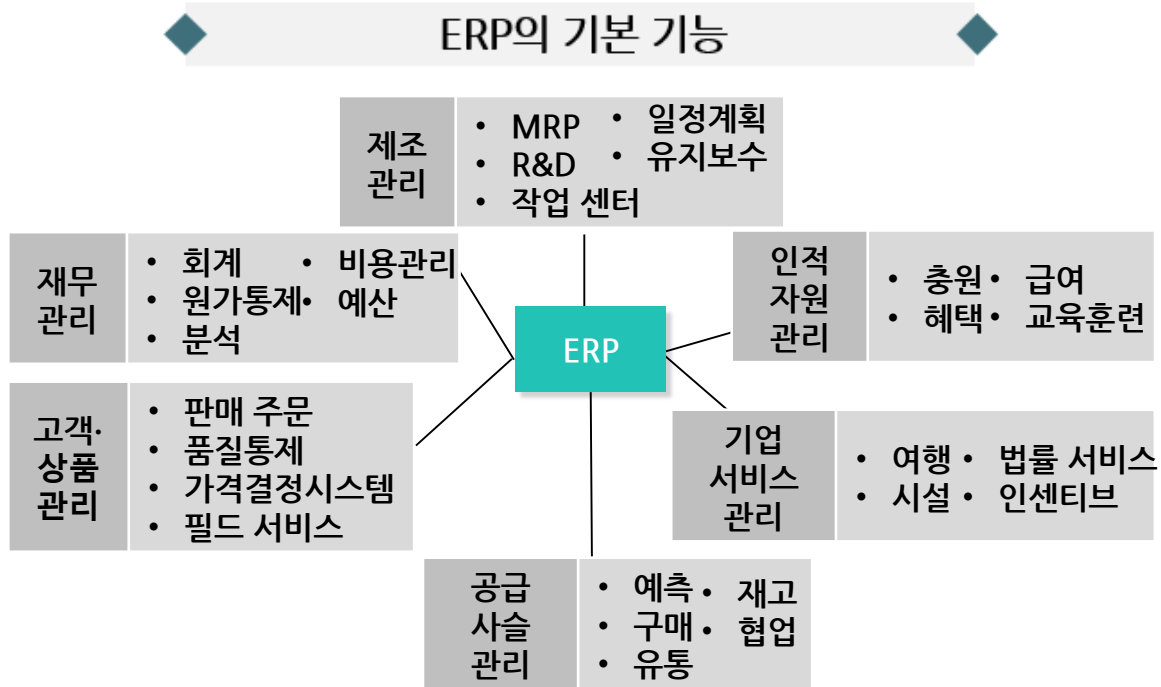 ERP의 기본 기능
제조
관리
• MRP • 일정계획
• R&D • 유지보수
• 작업 센터
재무
관리
• 회계 • 비용관리
• 원가통제 • 예산
• 분석
인적
자원
관리
• 충원 • 급여
• 혜택 • 교육훈련
ERP
고객·
상품
관리
• 판매 주문
• 품질통제
• 가격결정시스템
• 필드 서비스
기업
서비스
관리
• 여행 • 법률 서비스
• 시설 • 인센티브
공급
사슬
관리
• 예측 • 재고
• 구매 • 협업
• 유통